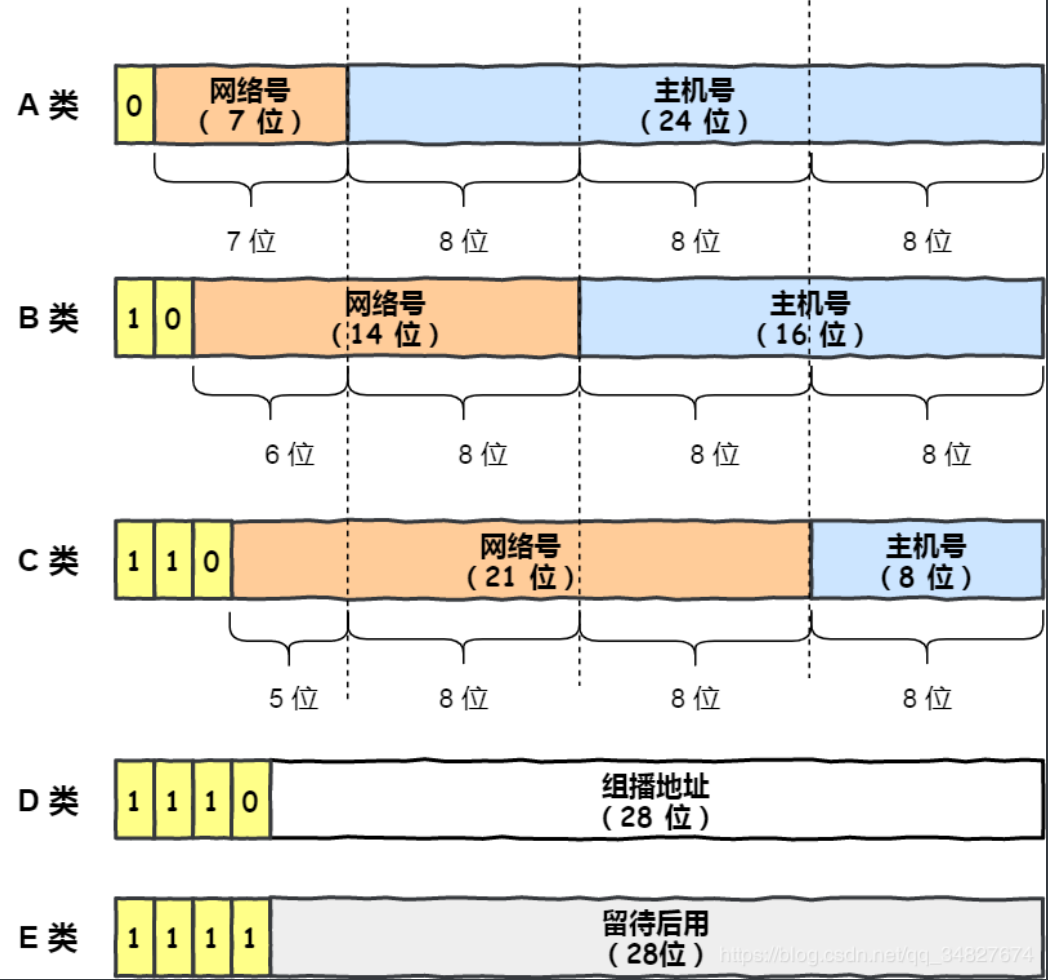 A 类
0
网络号
( 7 位 )
主机号
( 24 位 )
7 位
8 位
8 位
8 位
B 类
1 0
网络号
( 14 位 )
主机号
( 16 位 )
6 位
8 位
8 位
8 位
C 类
1 1 0
网络号
( 21 位 )
主机号
( 8 位 )
5 位
8 位
8 位
8 位
D 类
1 1 1 0
组播地址
( 28 位 )
E 类
1 1 1 1
留待后用
( 28位 )
https://blog.csdn.net/qq_34827674